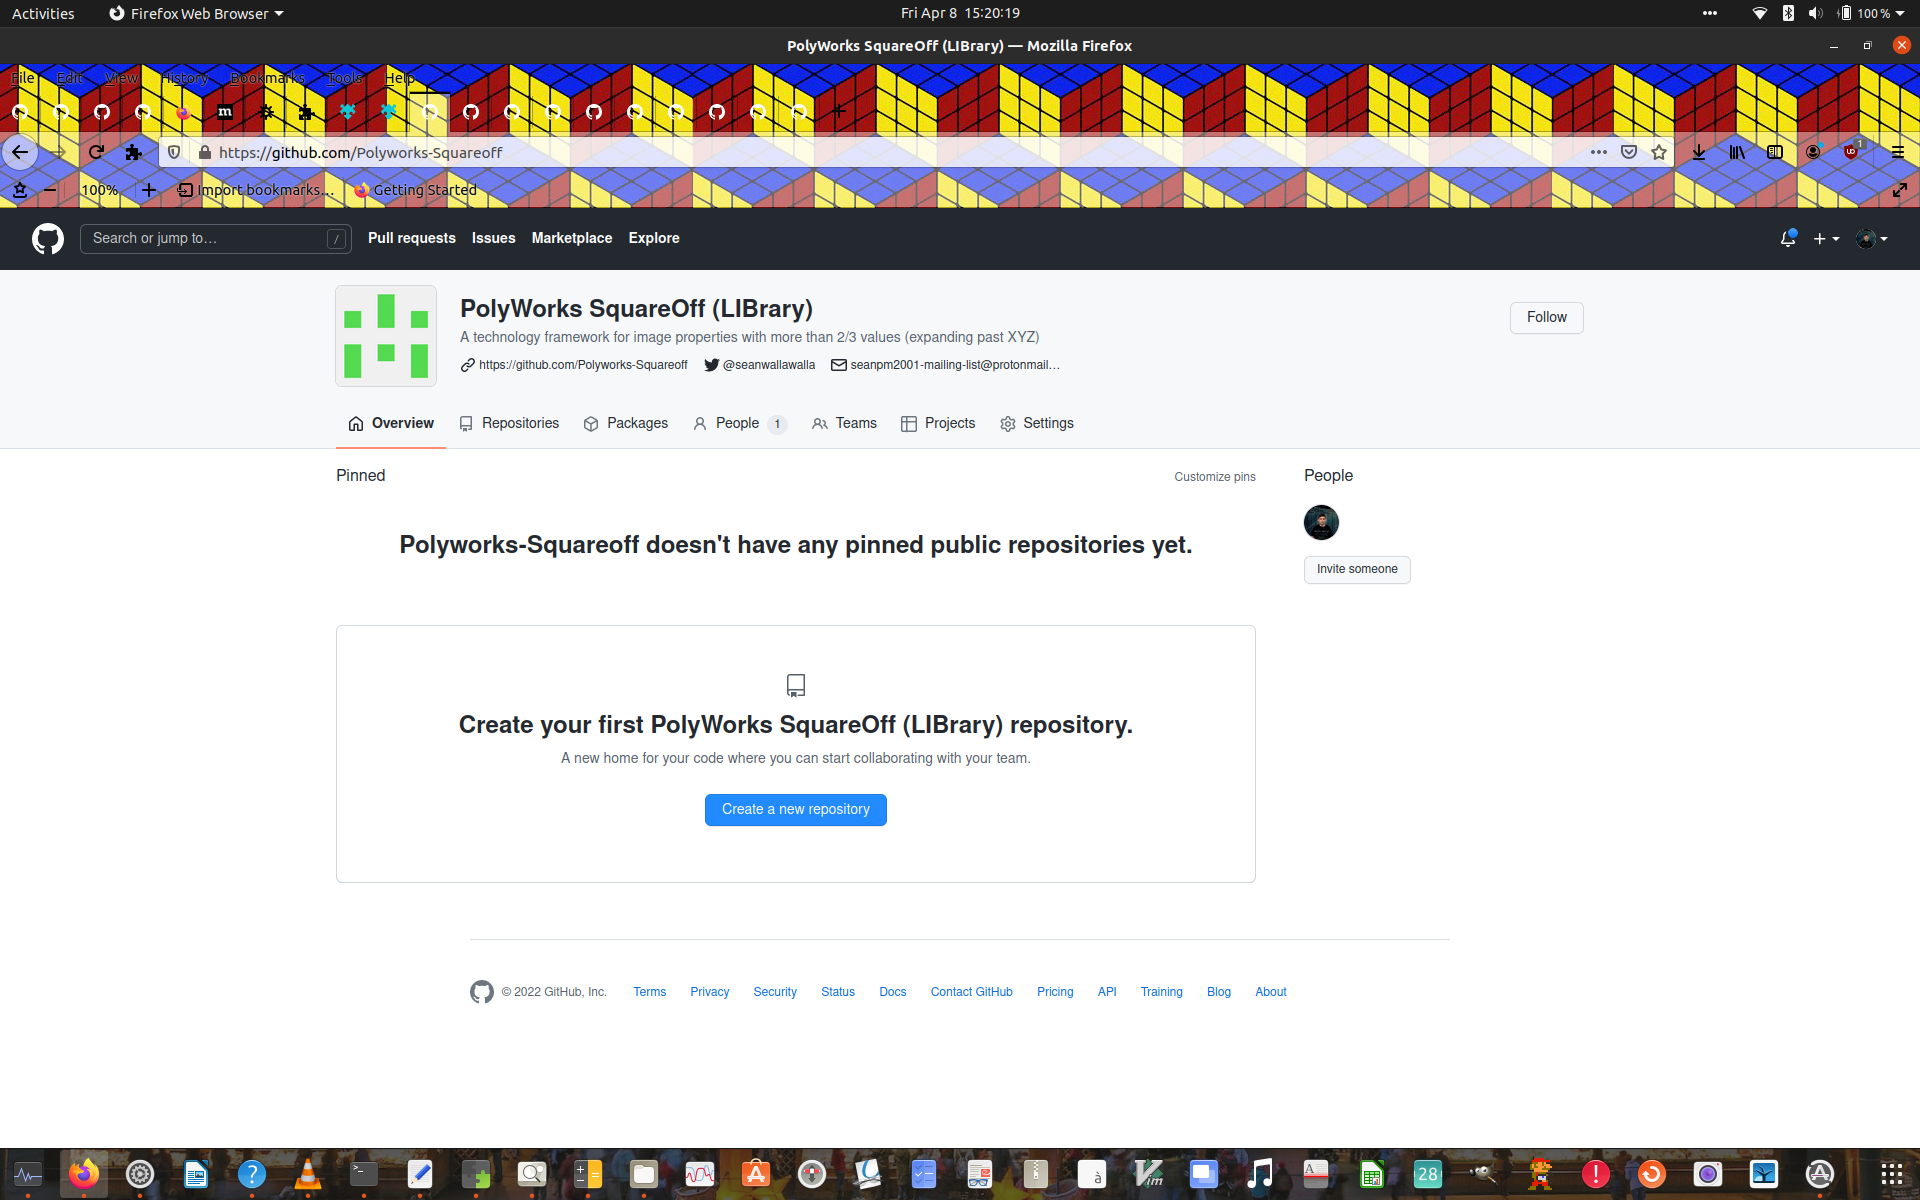 Activities Firefox Web Browser Fri Apr 8 15:20:19 100 %
PolyWorks SquareOff (LIBrary) — Mozilla Firefox
File Edit View History Bookmarks Tools Help
m
https://github.com/Polyworks-Squareoff 1
100% Import bookmarks... Getting Started
Search or jump to... / Pull requests Issues Marketplace Explore
PolyWorks SquareOff (LIBrary)
Follow
A technology framework for image properties with more than 2/3 values (expanding past XYZ)
https://github.com/Polyworks-Squareoff @seanwallawalla seanpm2001-mailing-list@protonmail...
Overview Repositories Packages People 1 Teams Projects Settings
Pinned Customize pins People
Polyworks-Squareoff doesn't have any pinned public repositories yet.
Invite someone
Create your first PolyWorks SquareOff (LIBrary) repository.
A new home for your code where you can start collaborating with your team.
Create a new repository
© 2022 GitHub, Inc. Terms Privacy Security Status Docs Contact GitHub Pricing API Training Blog About
28